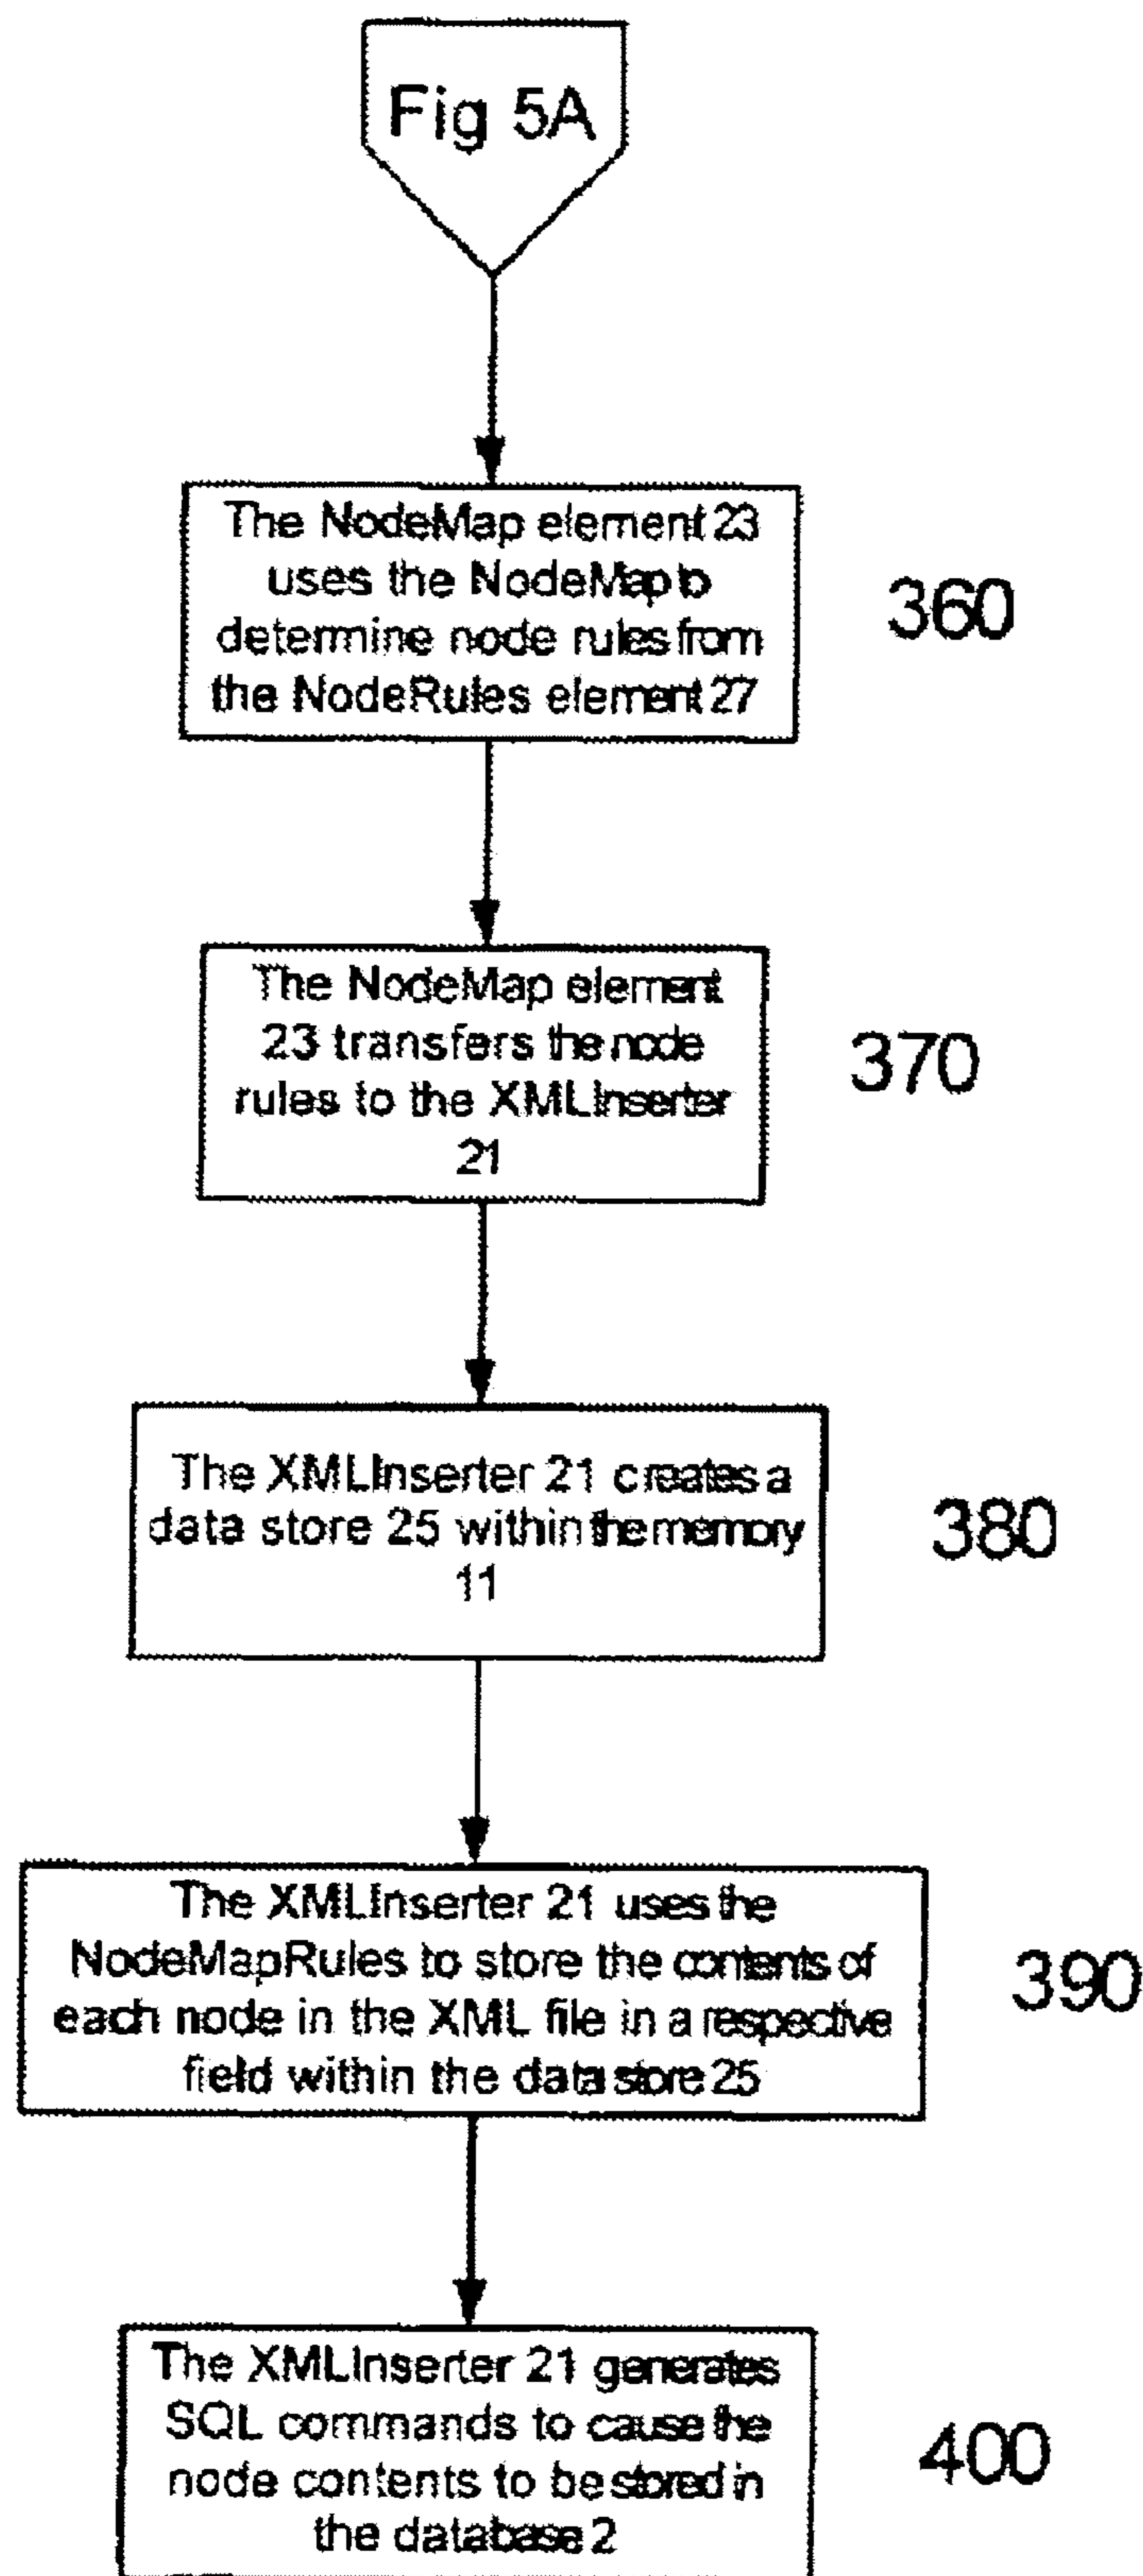 Fig 5A
The NodeMap element 23
uses the NodeMap to
determine node rules from
the NodeRules element 27
360
The NodeMap element
23 transfers the node
rules to the XMLInserter
21
370
The XMLInserter 21 creates a
data store 25 within the memory
11
380
The XMLInserter 21 uses the
NodeMapRules to store the contents of
each node in the XML file in a respective
field within the data store 25
390
The XMLInserter 21 generates
SQL commands to cause the
node contents to be stored in
the database 2
400